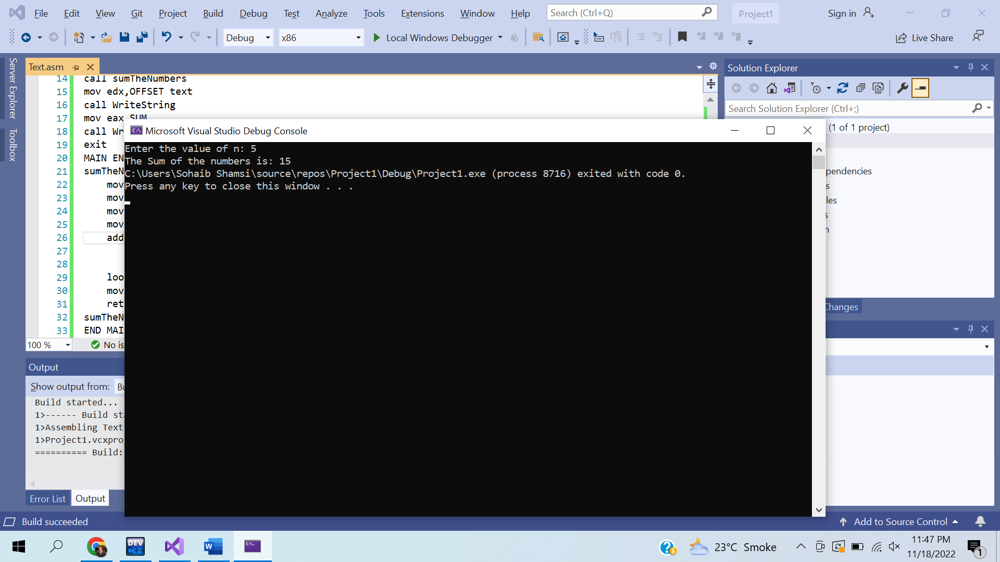 File Edit View Git Project Build Debug Test Analyze Tools Extensions Window Help Search (Ctrl+Q) Project1 Sign in
Debug x86 Local Windows Debugger Live Share
Server Explorer
Toolbox
Text.asm
14 call sumTheNumbers
15 mov edx,OFFSET text
16 call WriteString
17 mov eax SUM
18 call Wr
19 exit
20 MAIN EN
21 sumTheN
22 mov
23 mov
24 mov
25 mov
26 add
27
28
29 loo
30 mov
31 ret
32 sumTheN
33 END MAI
100 % No is
Microsoft Visual Studio Debug Console
Enter the value of n: 5
The Sum of the numbers is: 15
C:\Users\Sohaib Shamsi\source\repos\Project1\Debug\Project1.exe (process 8716) exited with code 0.
Press any key to close this window . . .
Solution Explorer
Search Solution Explorer (Ctrl+;)
(1 of 1 project)
pendencies
s
les
s
Changes
Output
Show output from: Bu
Build started...
1>------ Build sta
1>Assembling Text
1>Project1.vcxproj
========== Build:
Error List Output
Build succeeded Add to Source Control
DEV C++
W
23°C Smoke
11:47 PM
11/18/2022
1